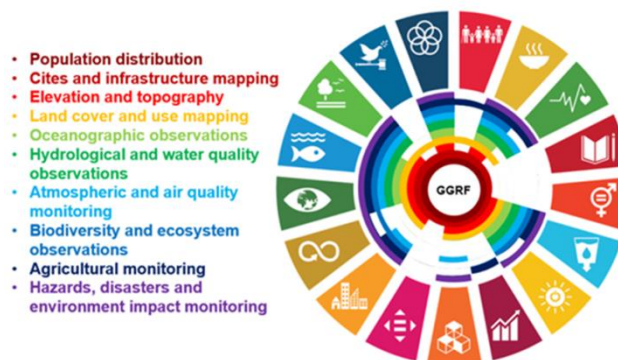 • Population distribution
• Cites and infrastructure mapping
• Elevation and topography
• Land cover and use mapping
• Oceanographic observations
• Hydrological and water quality
observations
• Atmospheric and air quality
monitoring
• Biodiversity and ecosystem
observations
• Agricultural monitoring
• Hazards, disasters and
environment impact monitoring
GGRF